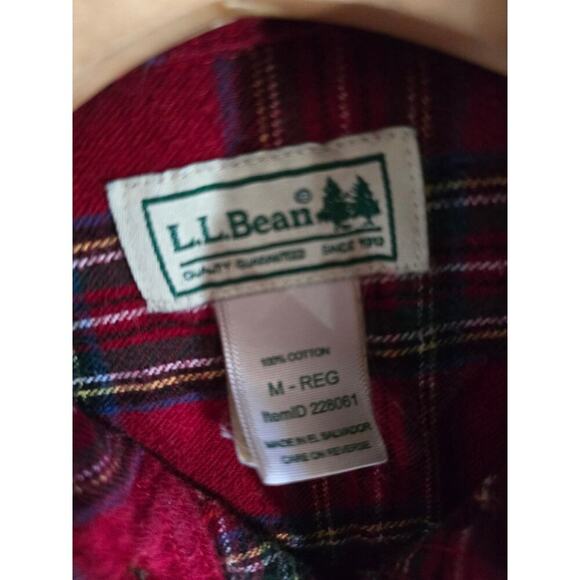 L.L.Bean©
QUALITY GUARANTEED SINCE 1912
100% COTTON
M - REG
ItemID 228061
MADE IN EL SALVADOR
CARE ON REVERSE